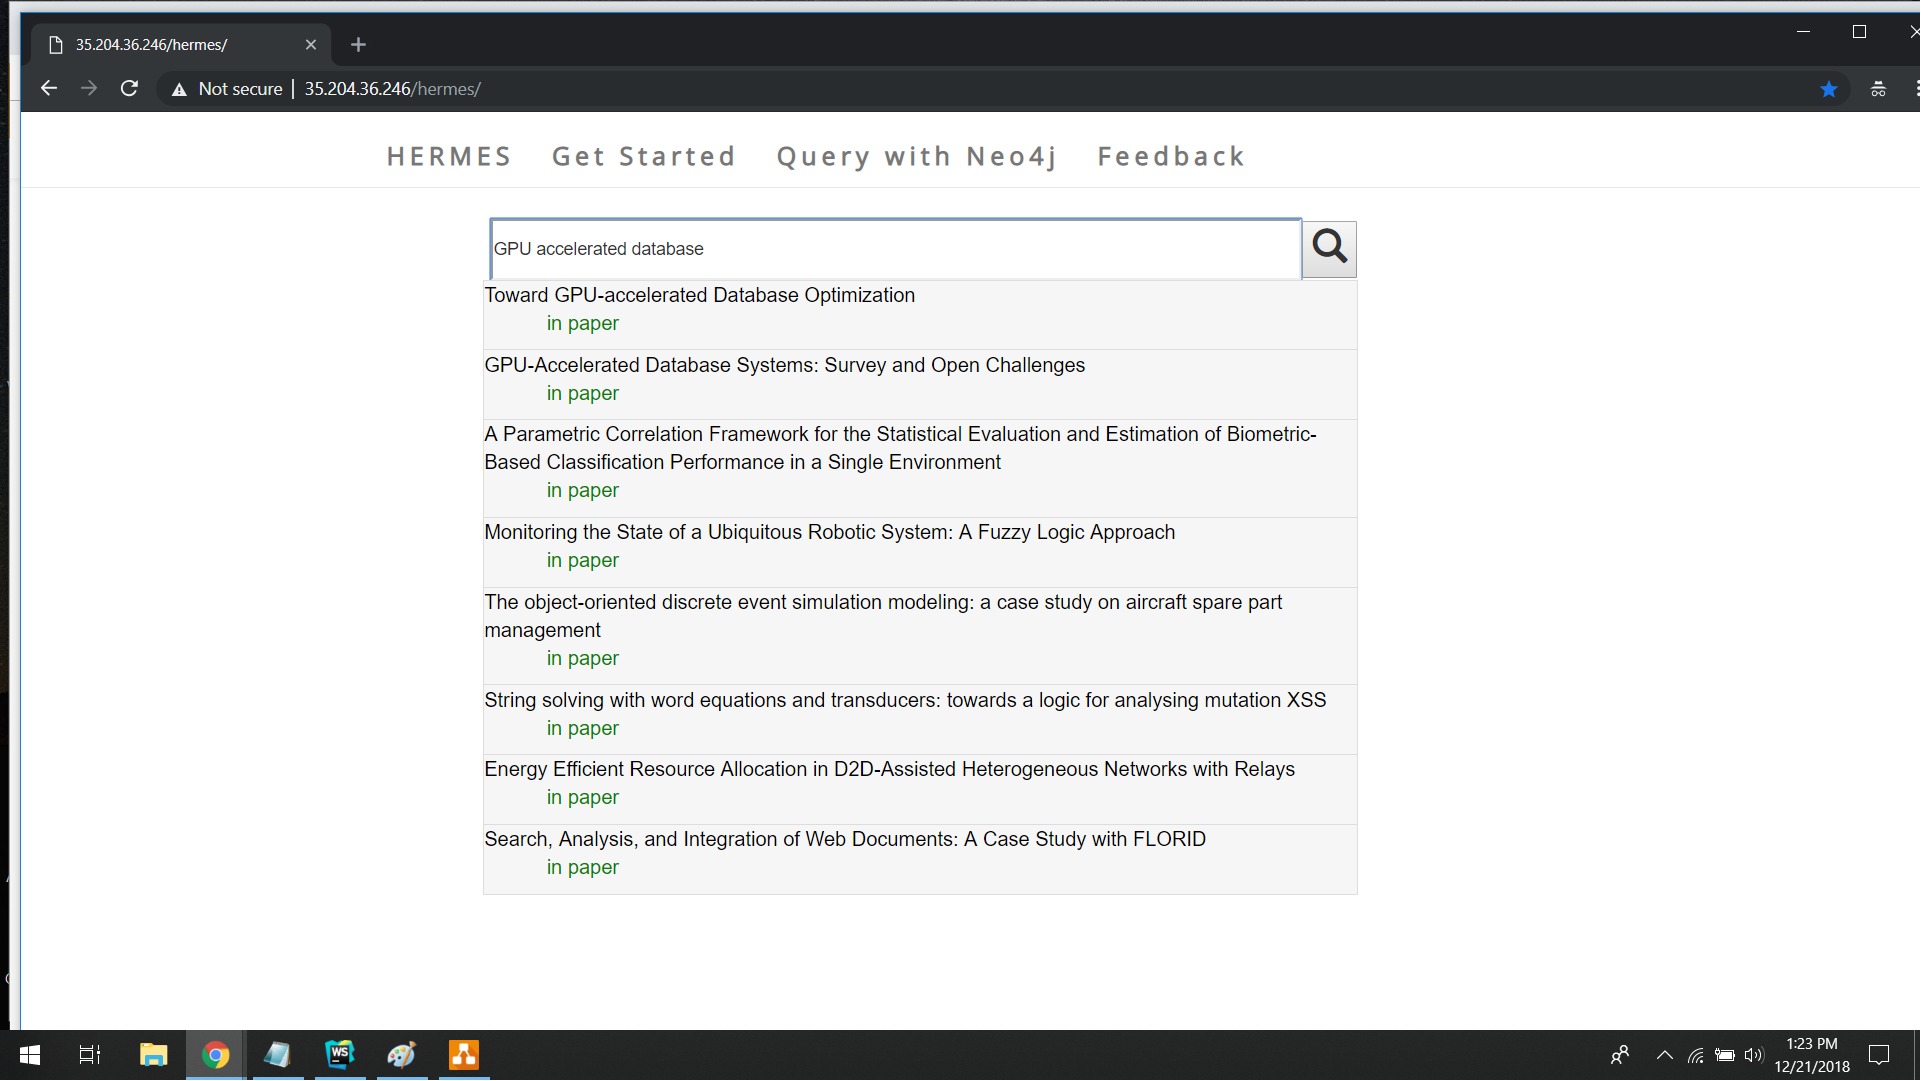 35.204.36.246/hermes/
Not secure | 35.204.36.246/hermes/
HERMES Get Started Query with Neo4j Feedback
GPU accelerated database
Toward GPU-accelerated Database Optimization
in paper
GPU-Accelerated Database Systems: Survey and Open Challenges
in paper
A Parametric Correlation Framework for the Statistical Evaluation and Estimation of Biometric-
Based Classification Performance in a Single Environment
in paper
Monitoring the State of a Ubiquitous Robotic System: A Fuzzy Logic Approach
in paper
The object-oriented discrete event simulation modeling: a case study on aircraft spare part
management
in paper
String solving with word equations and transducers: towards a logic for analysing mutation XSS
in paper
Energy Efficient Resource Allocation in D2D-Assisted Heterogeneous Networks with Relays
in paper
Search, Analysis, and Integration of Web Documents: A Case Study with FLORID
in paper
WS
1:23 PM
12/21/2018